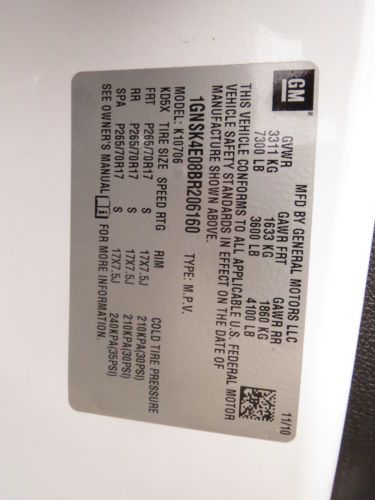 GM
MFD BY GENERAL MOTORS LLC
GVWR GAWR FRT GAWR RR
3311 KG 1633 KG 1860 KG
7300 LB 3600 LB 4100 LB
11/10
THIS VEHICLE CONFORMS TO ALL APPLICABLE U.S. FEDERAL MOTOR
VEHICLE SAFETY STANDARDS IN EFFECT ON THE DATE OF
MANUFACTURE SHOWN ABOVE.
1GNSK4E08BR206160 TYPE: M.P.V.
MODEL: K10706
KD5X TIRE SIZE SPEED RTG RIM COLD TIRE PRESSURE
FRT P265/70R17 S 17X7.5J 210KPA(30PSI)
RR P265/70R17 S 17X7.5J 210KPA(30PSI)
SPA P265/70R17 S 17X7.5J 240KPA(35PSI)
SEE OWNER'S MANUAL i FOR MORE INFORMATION